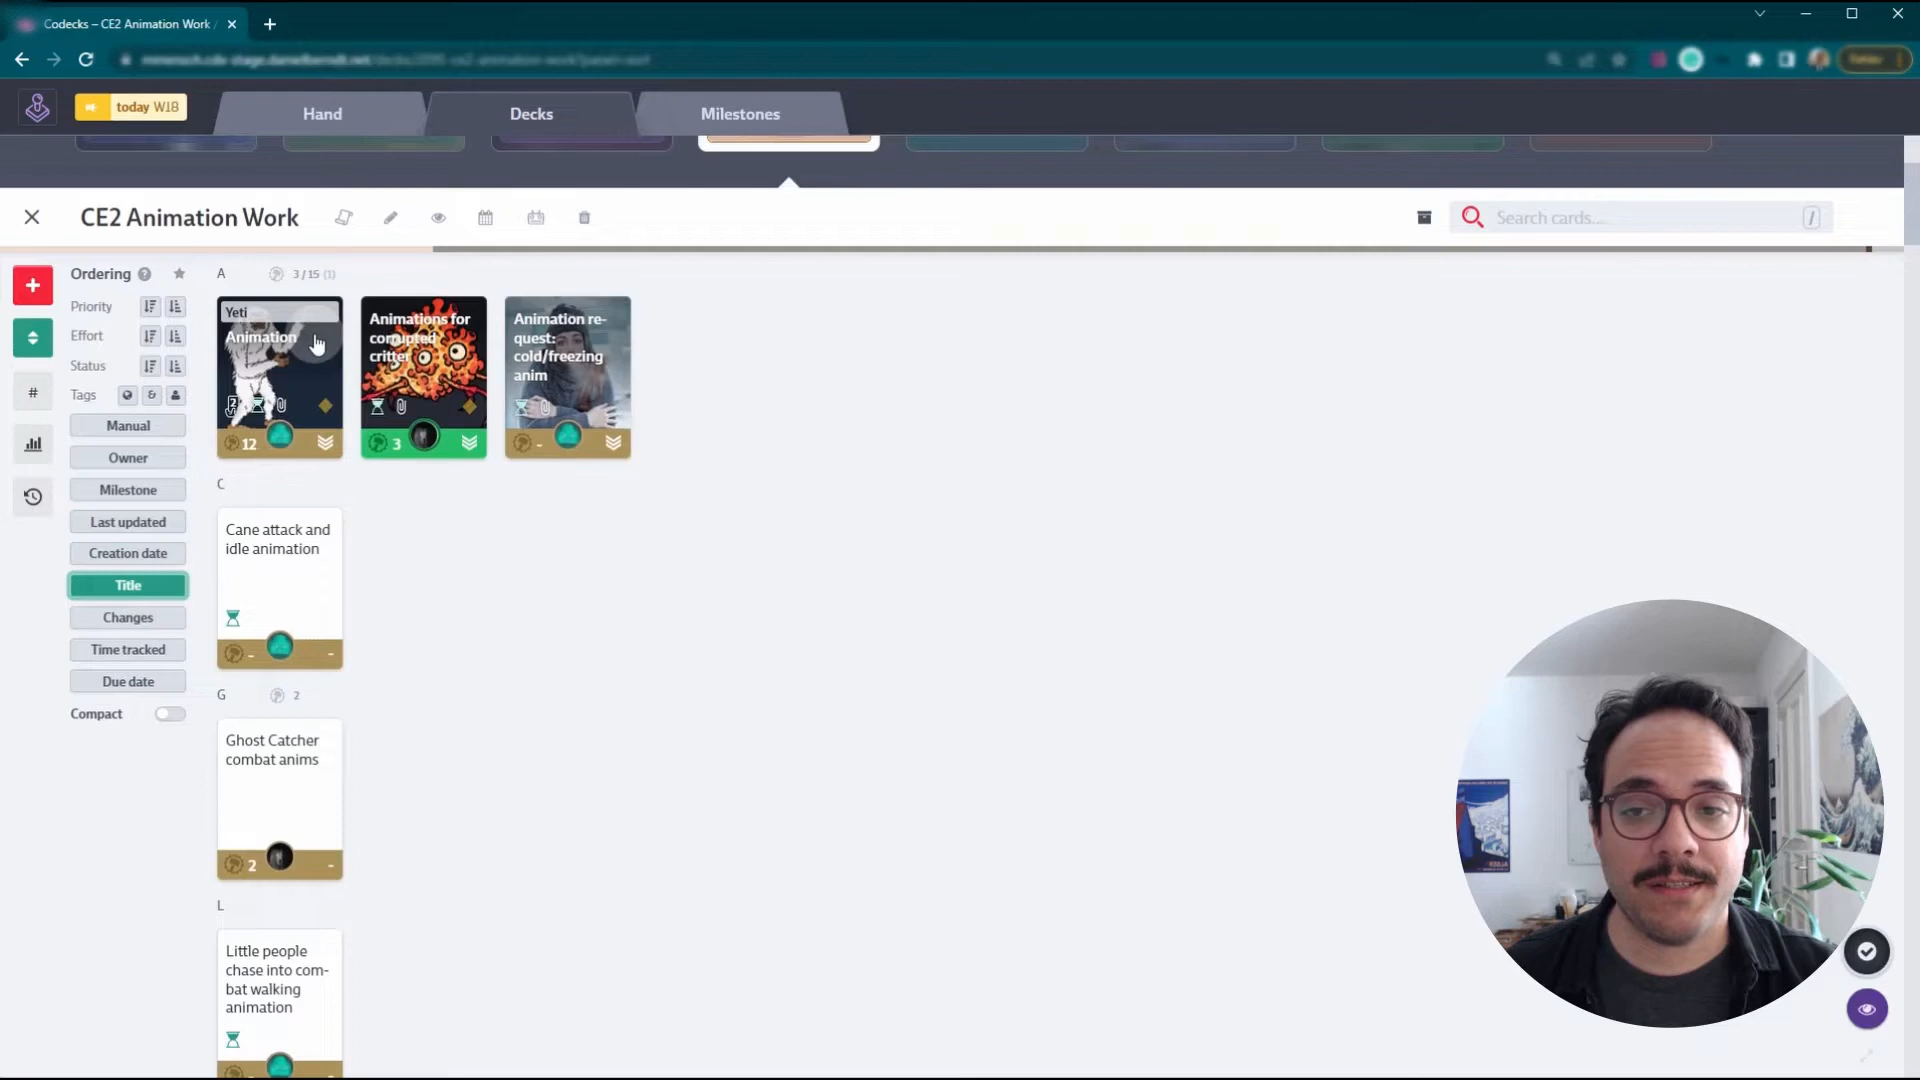 Codecks – CE2 Animation Work /
today W18
Hand
Decks
Milestones
CE2 Animation Work
Search cards...
/
Ordering
Priority
Effort
Status
Tags
Manual
Owner
Milestone
Last updated
Creation date
Title
Changes
Time tracked
Due date
Compact
A 3 / 15 (1)
Yeti
Animation
2
12
Animations for
corrupted
critter
3
Animation re-
quest:
cold/freezing
anim
-
C
Cane attack and
idle animation
- -
G 2
Ghost Catcher
combat anims
2 -
L
Little people
chase into com-
bat walking
animation